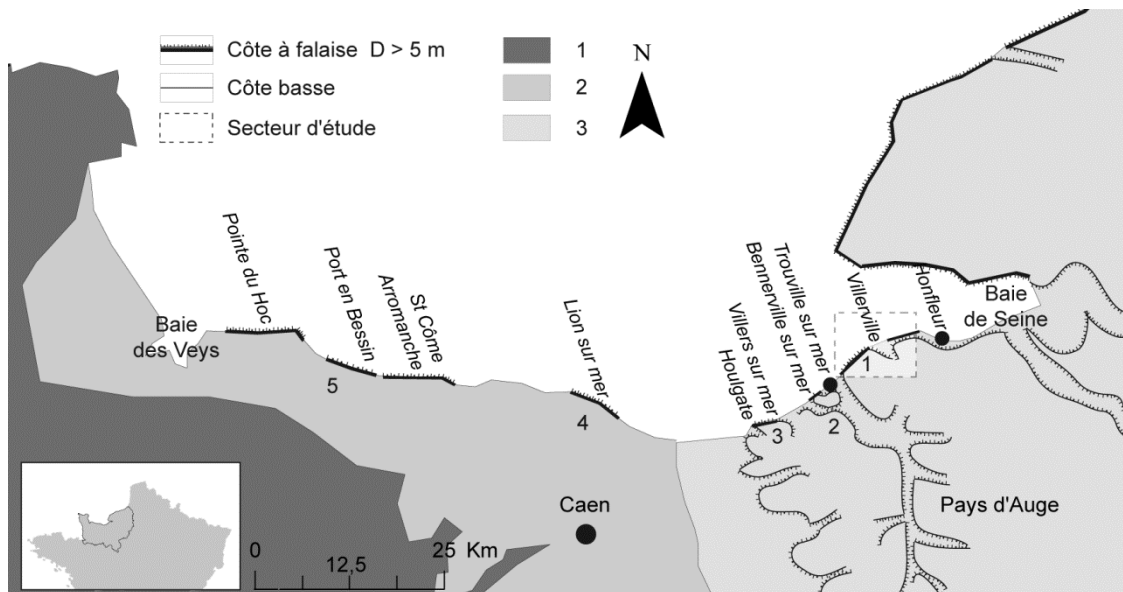 Côte à falaise D > 5 m
Côte basse
Secteur d'étude
1
2
3
N
Pointe du Hoc
Port en Bessin
Arromanche
St Côme
Lion sur mer
Houlgate
Villers sur mer
Bennerville sur mer
Trouville sur mer
Villerville
Honfleur
Baie
de Seine
Baie
des Veys
5
4
3
2
1
Caen
Pays d'Auge
0
12,5
25 Km